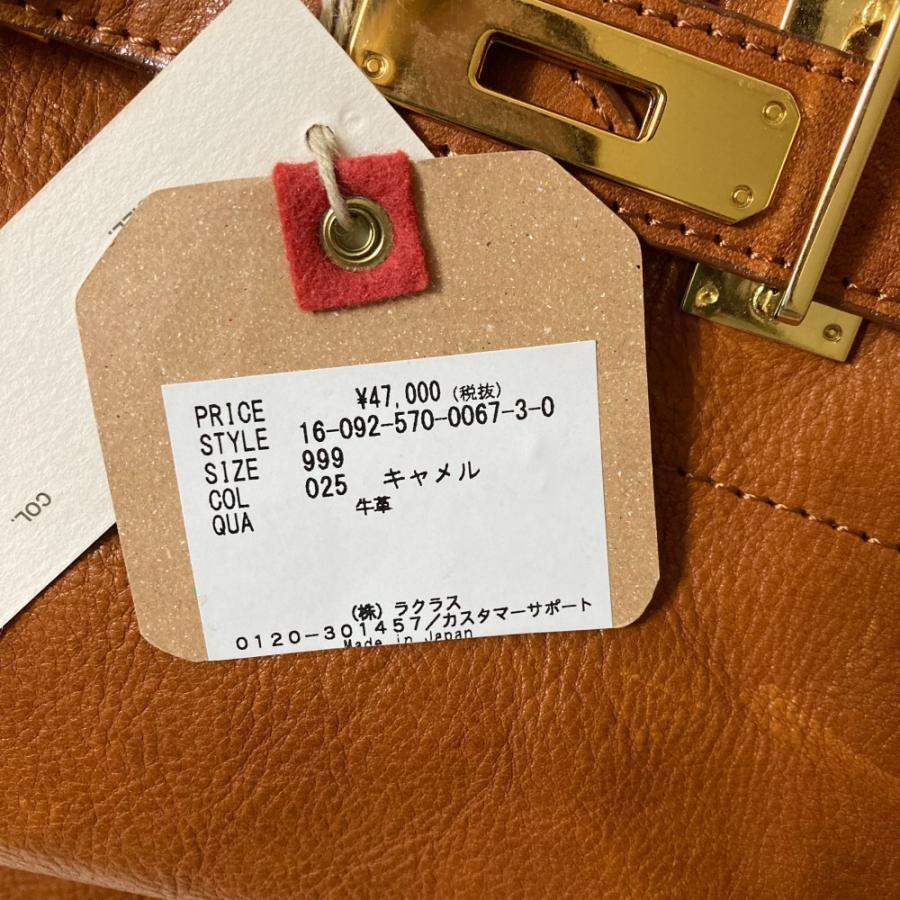 PRICE ¥47,000 (税抜)
STYLE 16-092-570-0067-3-0
SIZE 999
COL 025 キャメル
QUA 牛革
(株) ラクラス
0120-301457/カスタマーサポート
Made in Japan
COL.